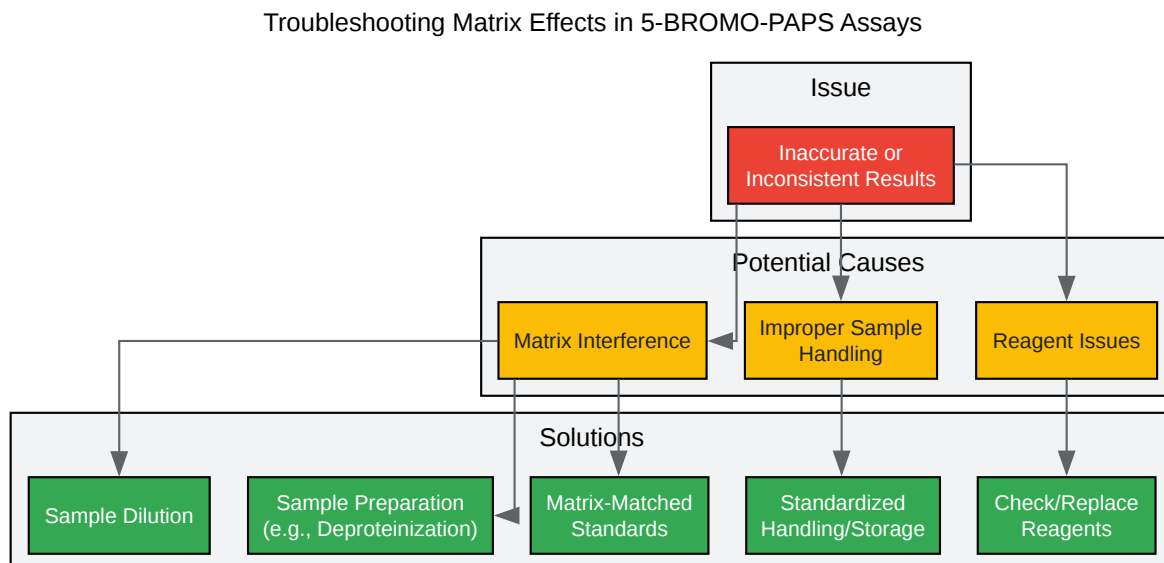 Troubleshooting Matrix Effects in 5-BROMO-PAPS Assays
Issue
Inaccurate or
Inconsistent Results
Potential Causes
Matrix Interference
Improper Sample
Handling
Reagent Issues
Solutions
Sample Dilution
Sample Preparation
(e.g., Deproteinization)
Matrix-Matched
Standards
Standardized
Handling/Storage
Check/Replace
Reagents